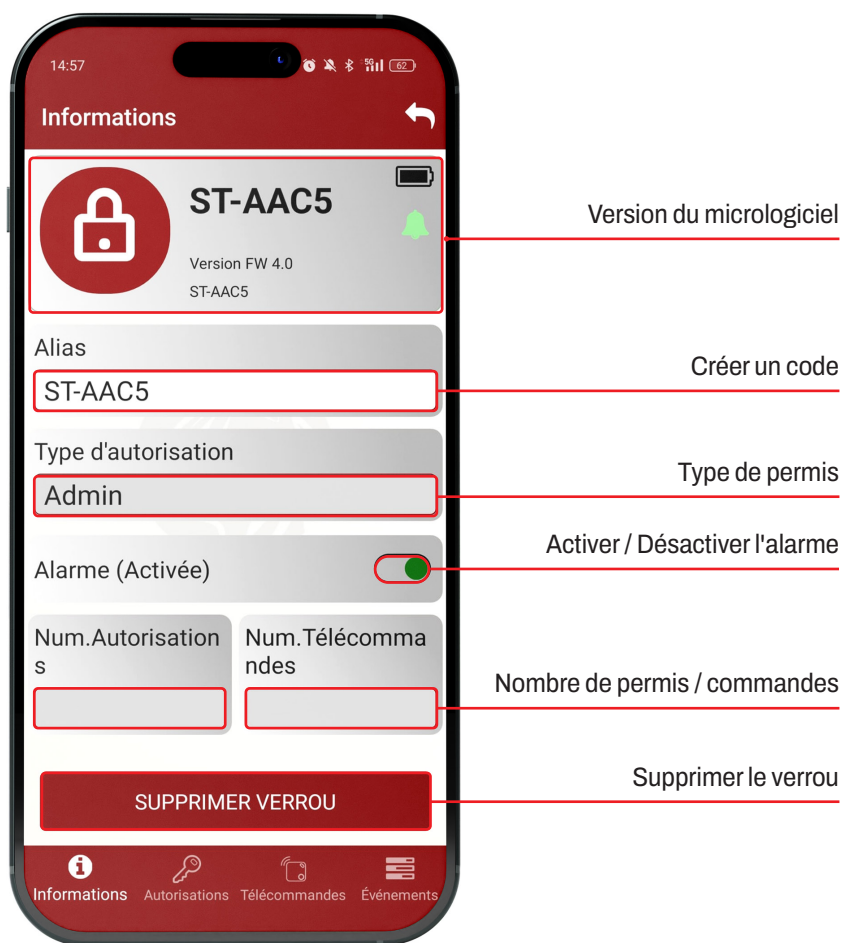 14:57
5G
62
Informations
ST-AAC5
Version FW 4.0
ST-AAC5
Version du micrologiciel
Alias
ST-AAC5
Créer un code
Type d'autorisation
Admin
Type de permis
Alarme (Activée)
Activer / Désactiver l'alarme
Num.Autorisation
s
Num.Télécomma
ndes
Nombre de permis / commandes
SUPPRIMER VERROU
Supprimer le verrou
Informations
Autorisations
Télécommandes
Événements